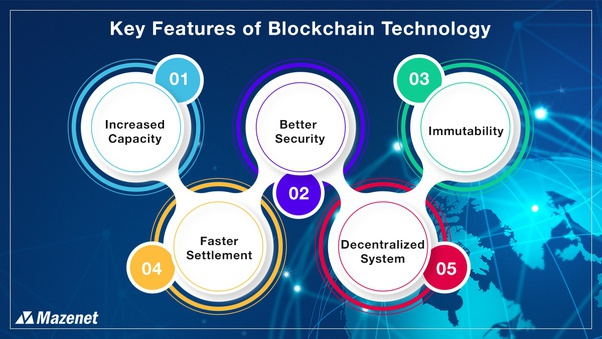 Key Features of Blockchain Technology
01
Increased
Capacity
Better
Security
02
03
Immutability
04
Faster
Settlement
Decentralized
System
05
Mazenet